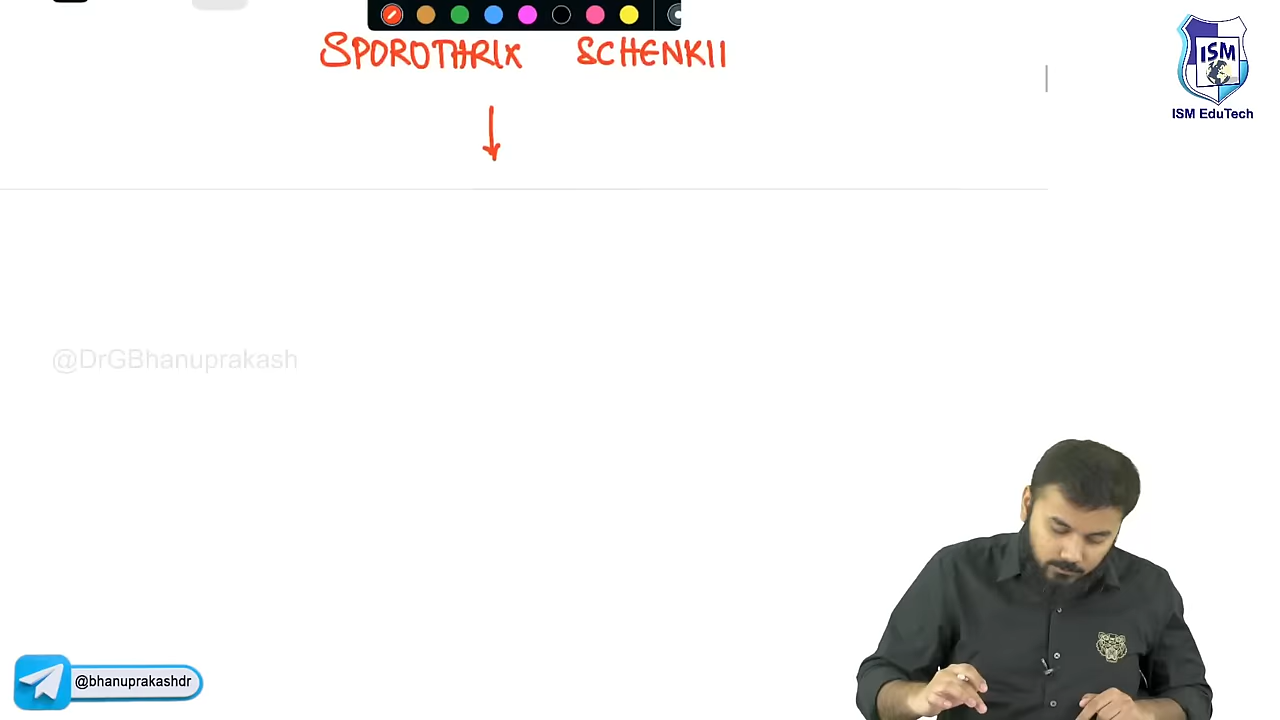 SPOROTHRIX SCHENKII
ISM
ISM EduTech
@DrGBhanuprakash
@bhanuprakashdr